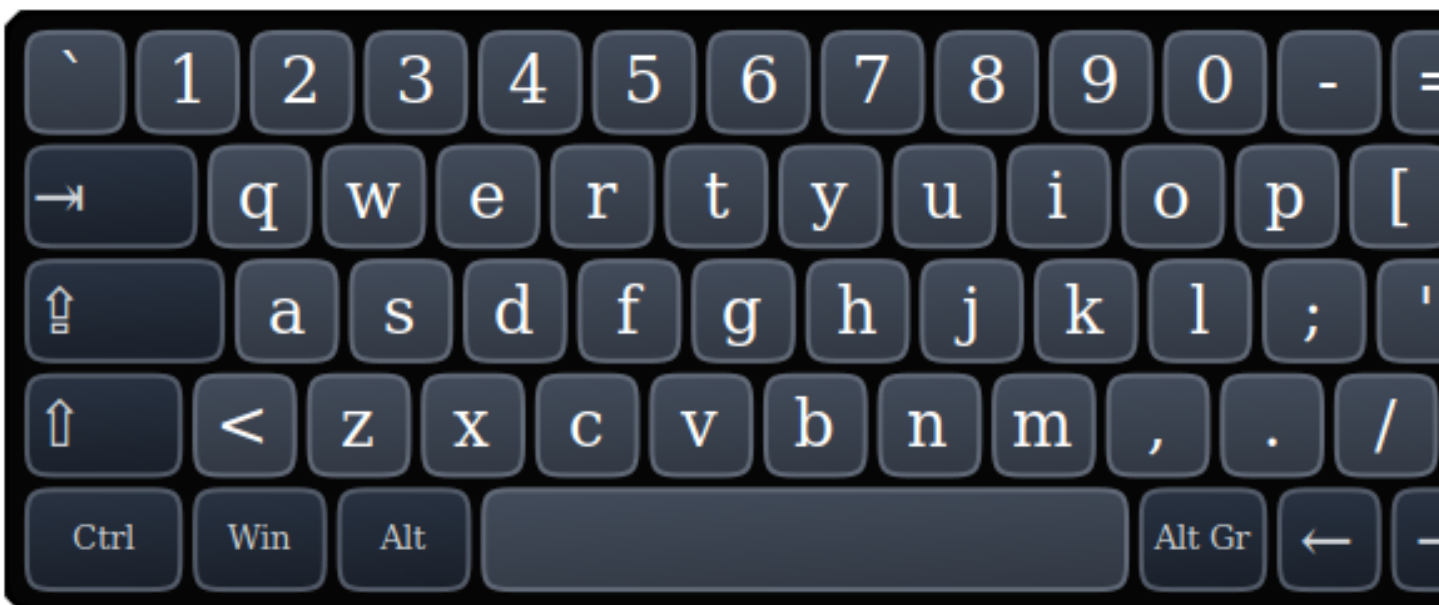 ` 1 2 3 4 5 6 7 8 9 0 - =
⇥ q w e r t y u i o p [
⇪ a s d f g h j k l ; '
⇧ < z x c v b n m , . /
Ctrl Win Alt Alt Gr ←